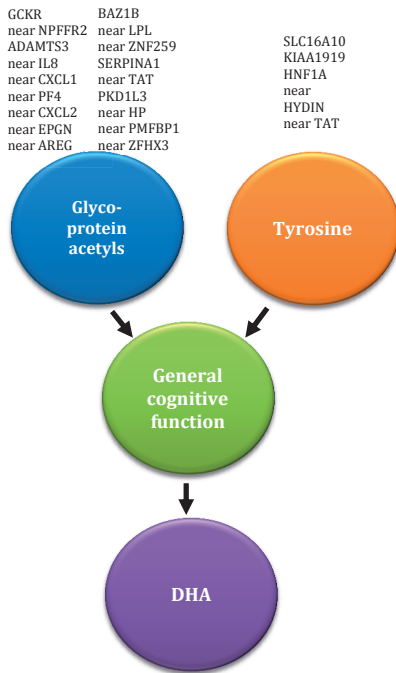 GCKR
near NPFFR2
ADAMTS3
near IL8
near CXCL1
near PF4
near CXCL2
near EPGN
near AREG
BAZ1B
near LPL
near ZNF259
SERPINA1
near TAT
PKD1L3
near HP
near PMFBP1
near ZFHX3
SLC16A10
KIAA1919
HNF1A
near
HYDIN
near TAT
Glyco-
protein
acetyls
Tyrosine
General
cognitive
function
DHA